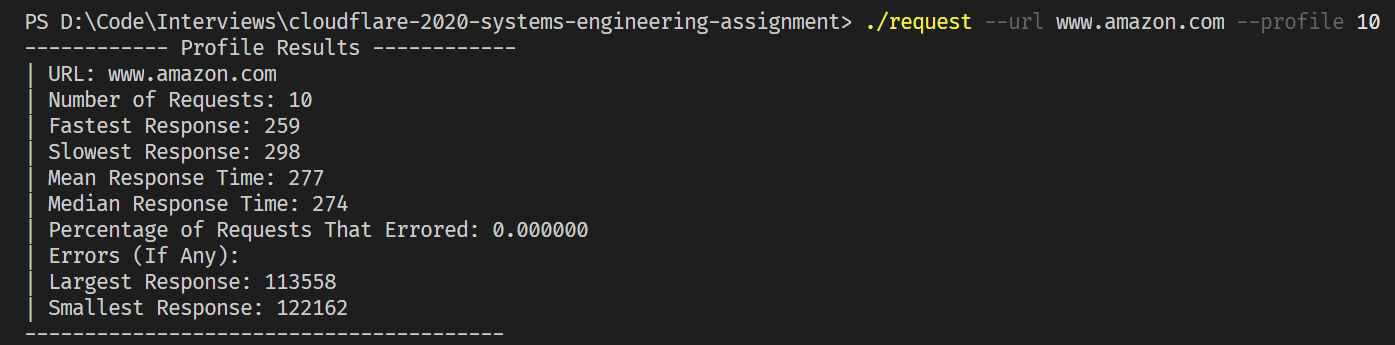 PS D:\Code\Interviews\cloudflare-2020-systems-engineering-assignment> ./request --url www.amazon.com --profile 10
------------ Profile Results ------------
| URL: www.amazon.com
| Number of Requests: 10
| Fastest Response: 259
| Slowest Response: 298
| Mean Response Time: 277
| Median Response Time: 274
| Percentage of Requests That Errored: 0.000000
| Errors (If Any):
| Largest Response: 113558
| Smallest Response: 122162
----------------------------------------